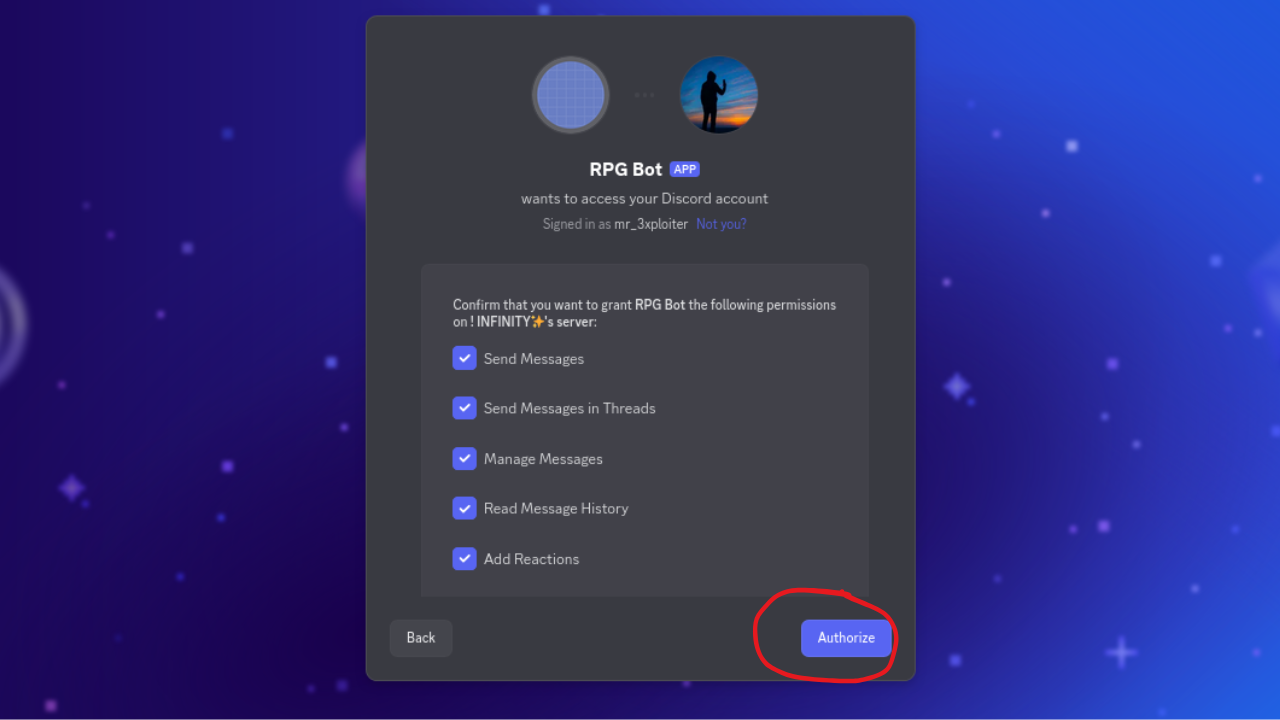 RPG Bot APP
wants to access your Discord account
Signed in as mr_3xploiter Not you?
Confirm that you want to grant RPG Bot the following permissions
on ! INFINITY✨'s server:
Send Messages
Send Messages in Threads
Manage Messages
Read Message History
Add Reactions
Back
Authorize